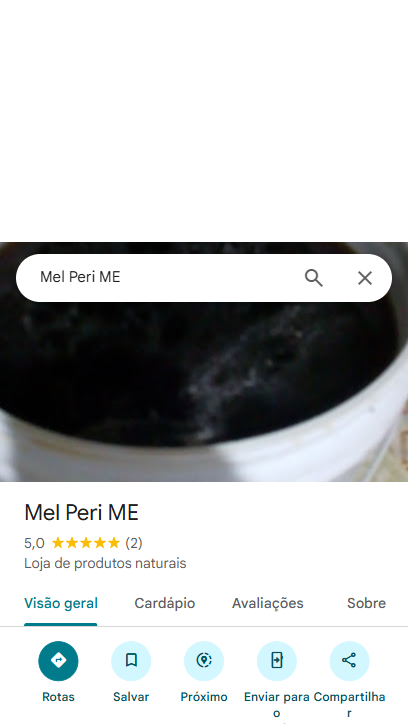 Mel Peri ME
Mel Peri ME
5,0 (2)
Loja de produtos naturais
Visão geral Cardápio Avaliações Sobre
Rotas Salvar Próximo Enviar para Compartilha
o r